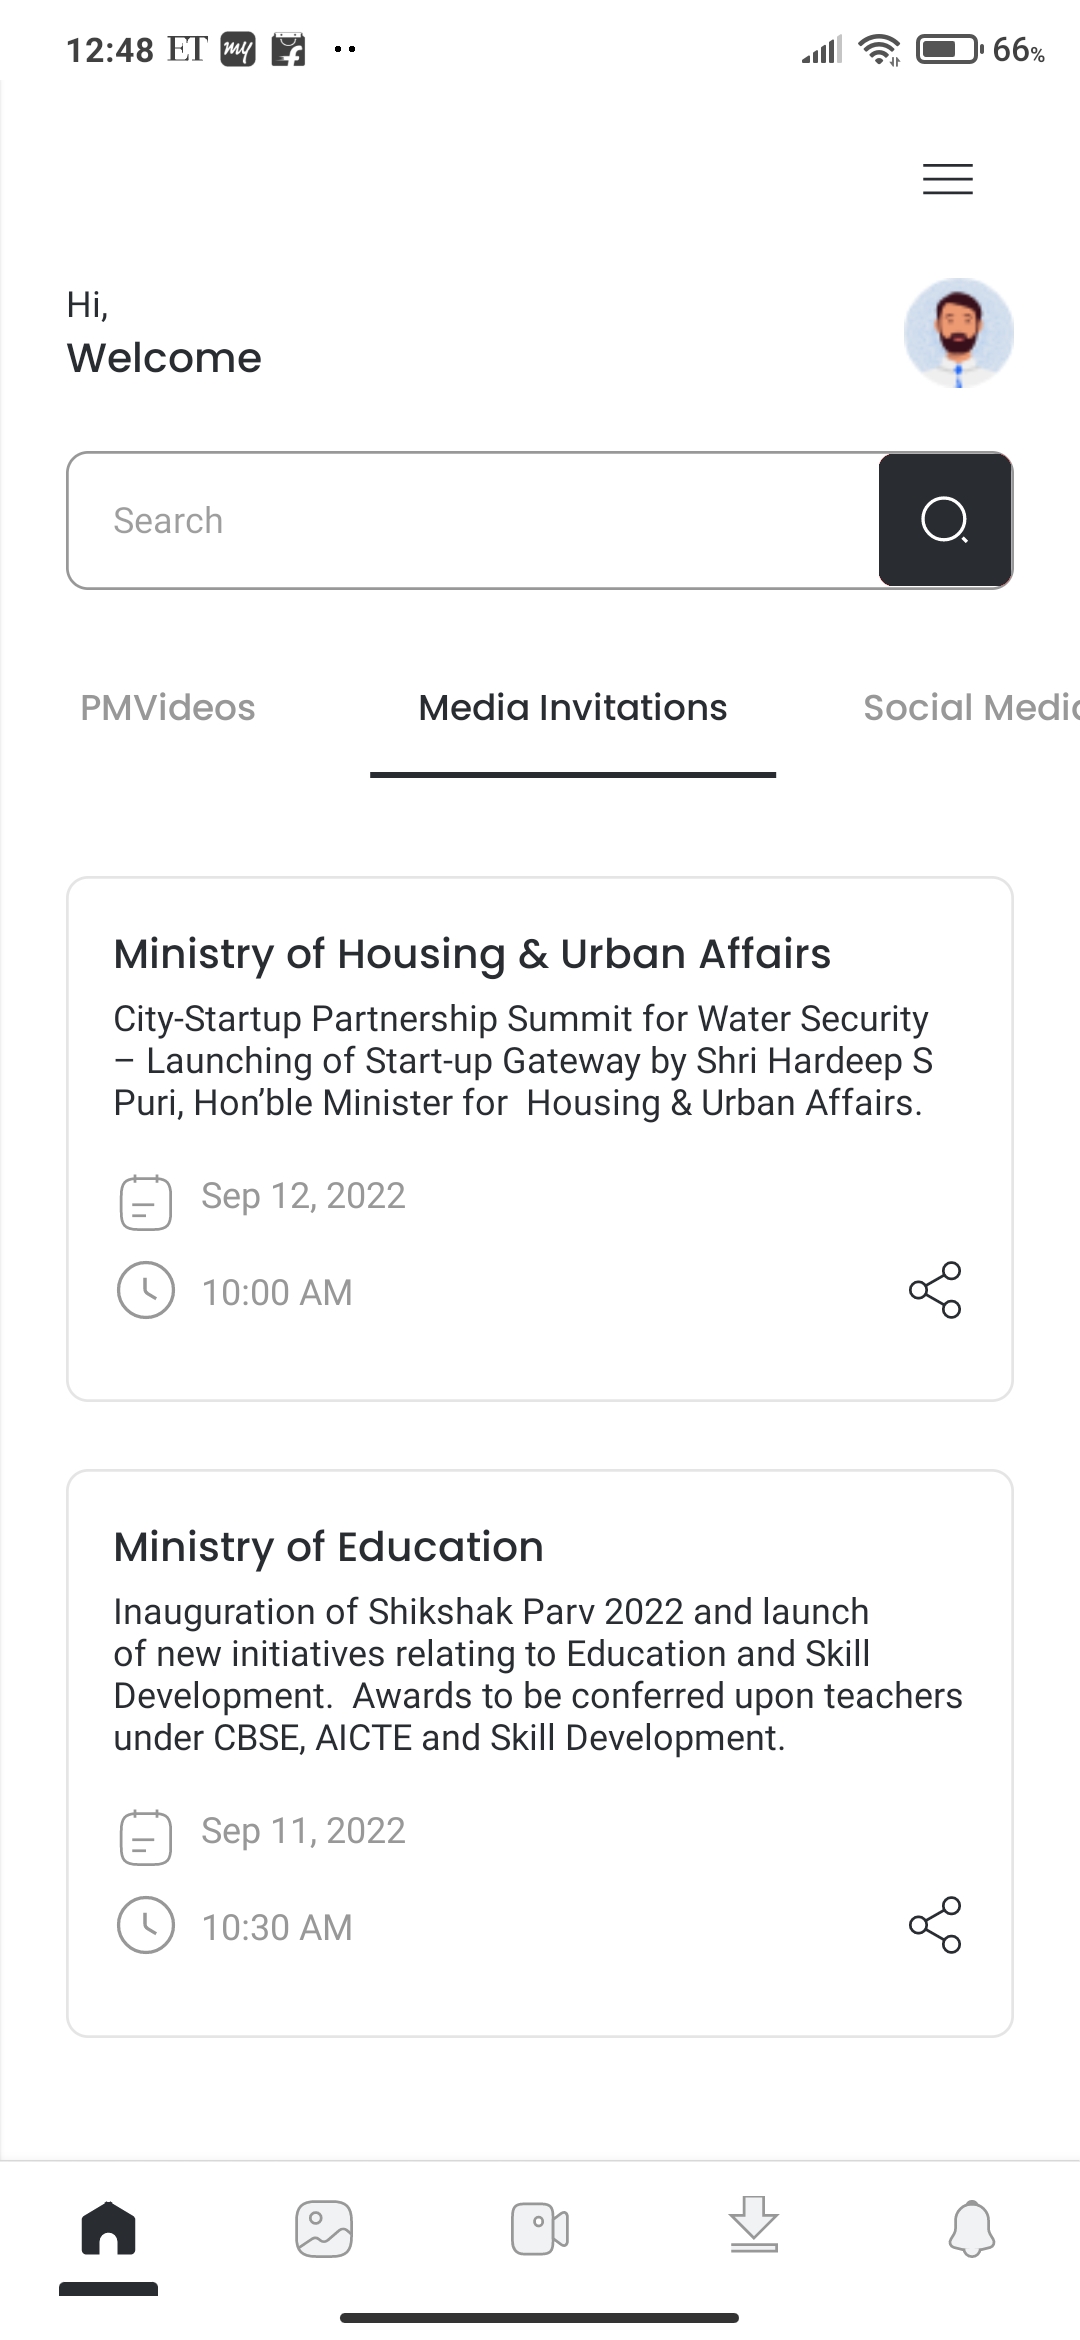 12:48 ET my 66%
Hi,
Welcome
Search
PMVideos Media Invitations Social Media
Ministry of Housing & Urban Affairs
City-Startup Partnership Summit for Water Security
– Launching of Start-up Gateway by Shri Hardeep S
Puri, Hon’ble Minister for  Housing & Urban Affairs.
Sep 12, 2022
10:00 AM
Ministry of Education
Inauguration of Shikshak Parv 2022 and launch
of new initiatives relating to Education and Skill
Development.  Awards to be conferred upon teachers
under CBSE, AICTE and Skill Development.
Sep 11, 2022
10:30 AM